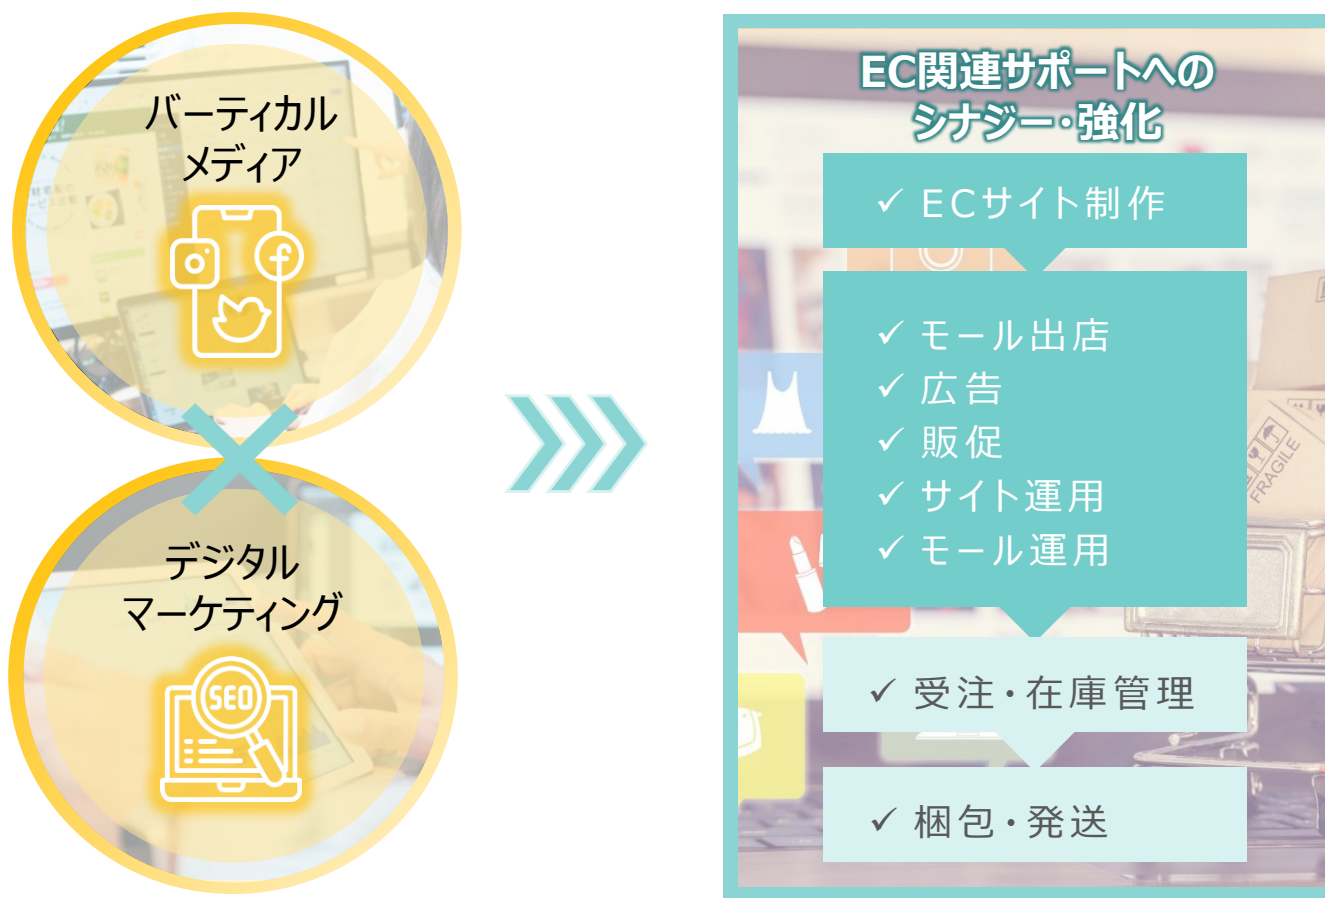 バーティカル
メディア
デジタル
マーケティング
SEO
EC関連サポートへの
シナジー・強化
✓ ECサイト制作
✓ モール出店
✓ 広告
✓ 販促
✓ サイト運用
✓ モール運用
✓ 受注・在庫管理
✓ 梱包・発送
FRAGILE